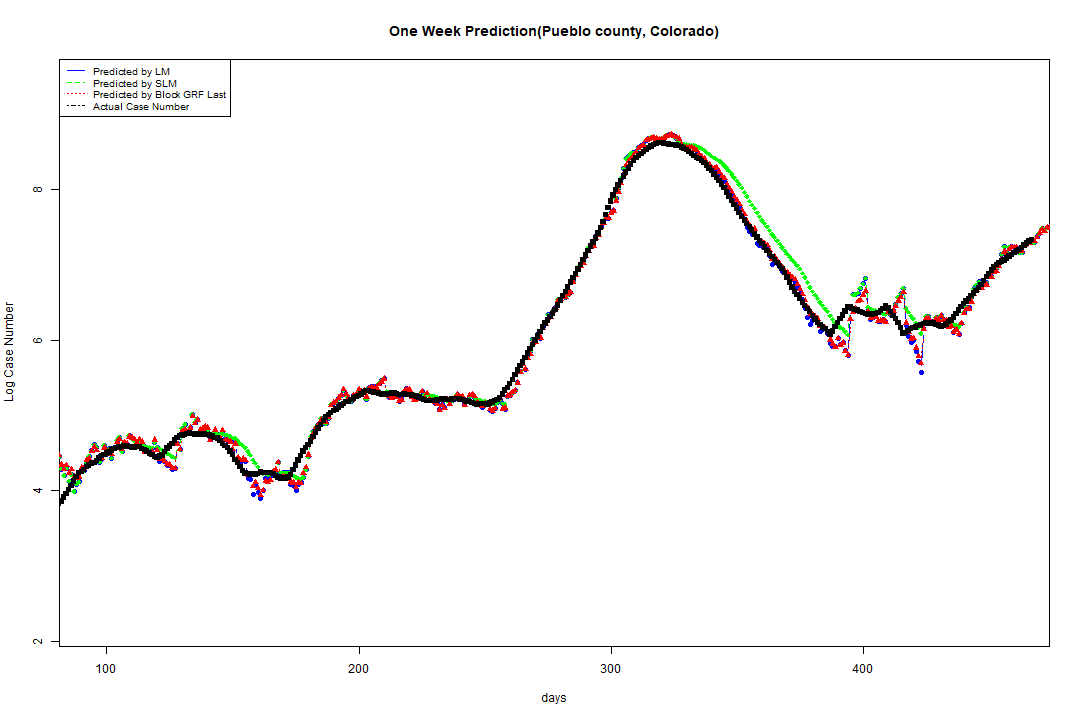 One Week Prediction(Pueblo county, Colorado)
Predicted by LM
Predicted by SLM
Predicted by Block GRF Last
Actual Case Number
8
6
4
2
Log Case Number
100 200 300 400
days